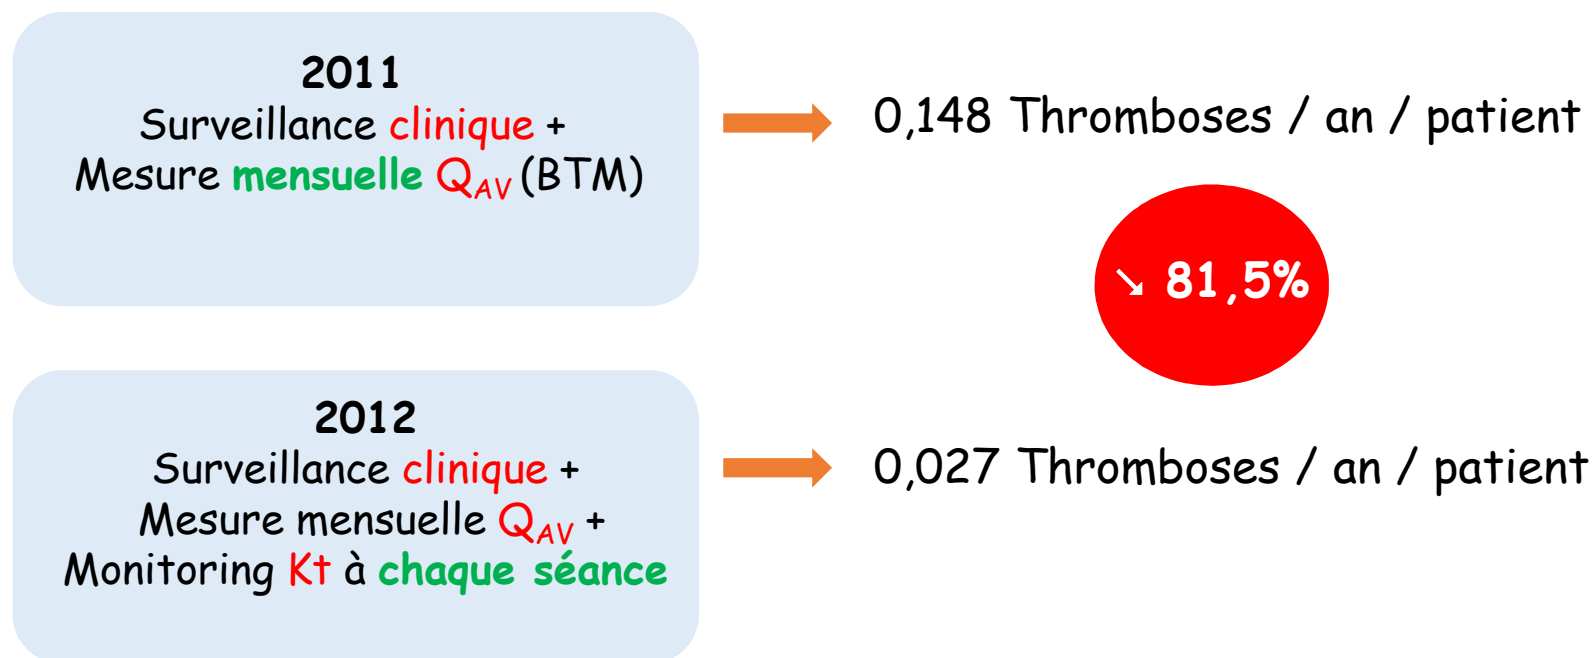 2011
Surveillance clinique +
Mesure mensuelle QAV (BTM)
0,148 Thromboses / an / patient
↘ 81,5%
2012
Surveillance clinique +
Mesure mensuelle QAV +
Monitoring Kt à chaque séance
0,027 Thromboses / an / patient